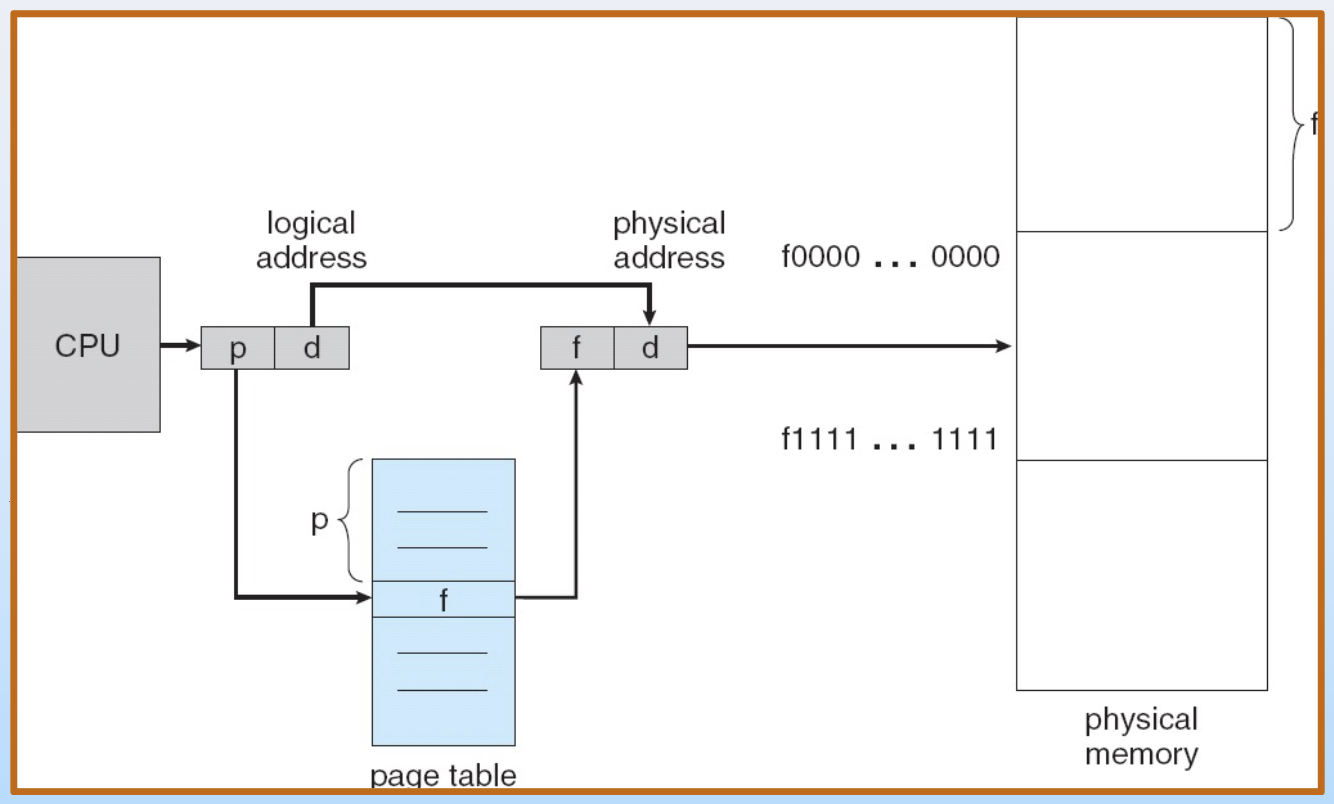 f
logical
address
physical
address
f0000 ... 0000
CPU
p
d
f
d
f1111 ... 1111
p
f
physical
memory
page table